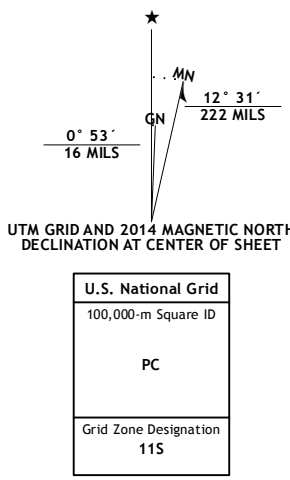 ★
MN
GN
12° 31´
222 MILS
0° 53´
16 MILS
UTM GRID AND 2014 MAGNETIC NORTH
DECLINATION AT CENTER OF SHEET
U.S. National Grid
100,000-m Square ID
PC
Grid Zone Designation
11S